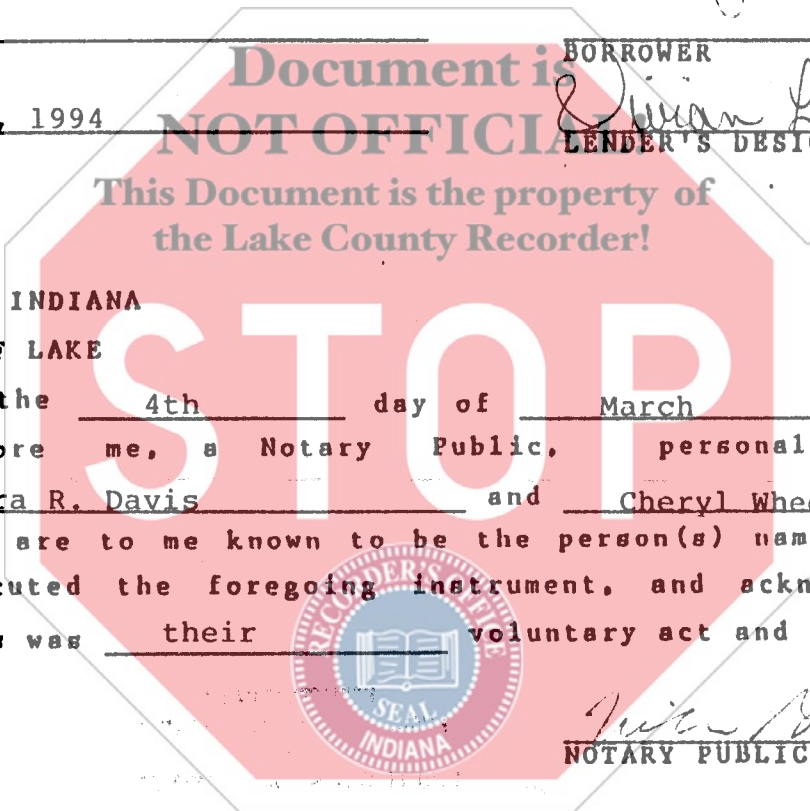 BORROWER
Document is
Vivian
, 1994
NOT OFFICIAL!
LENDER'S DESI
This Document is the property of
the Lake County Recorder!
INDIANA
F LAKE
STOP
the 4th day of March
ore me, a Notary Public, personal
ra R. Davis and Cheryl Whe
are to me known to be the person(s) nam
cuted the foregoing instrument, and ackn
s was their voluntary act and
RECORDER'S OFFICE
SEAL
INDIANA
NOTARY PUBLIC